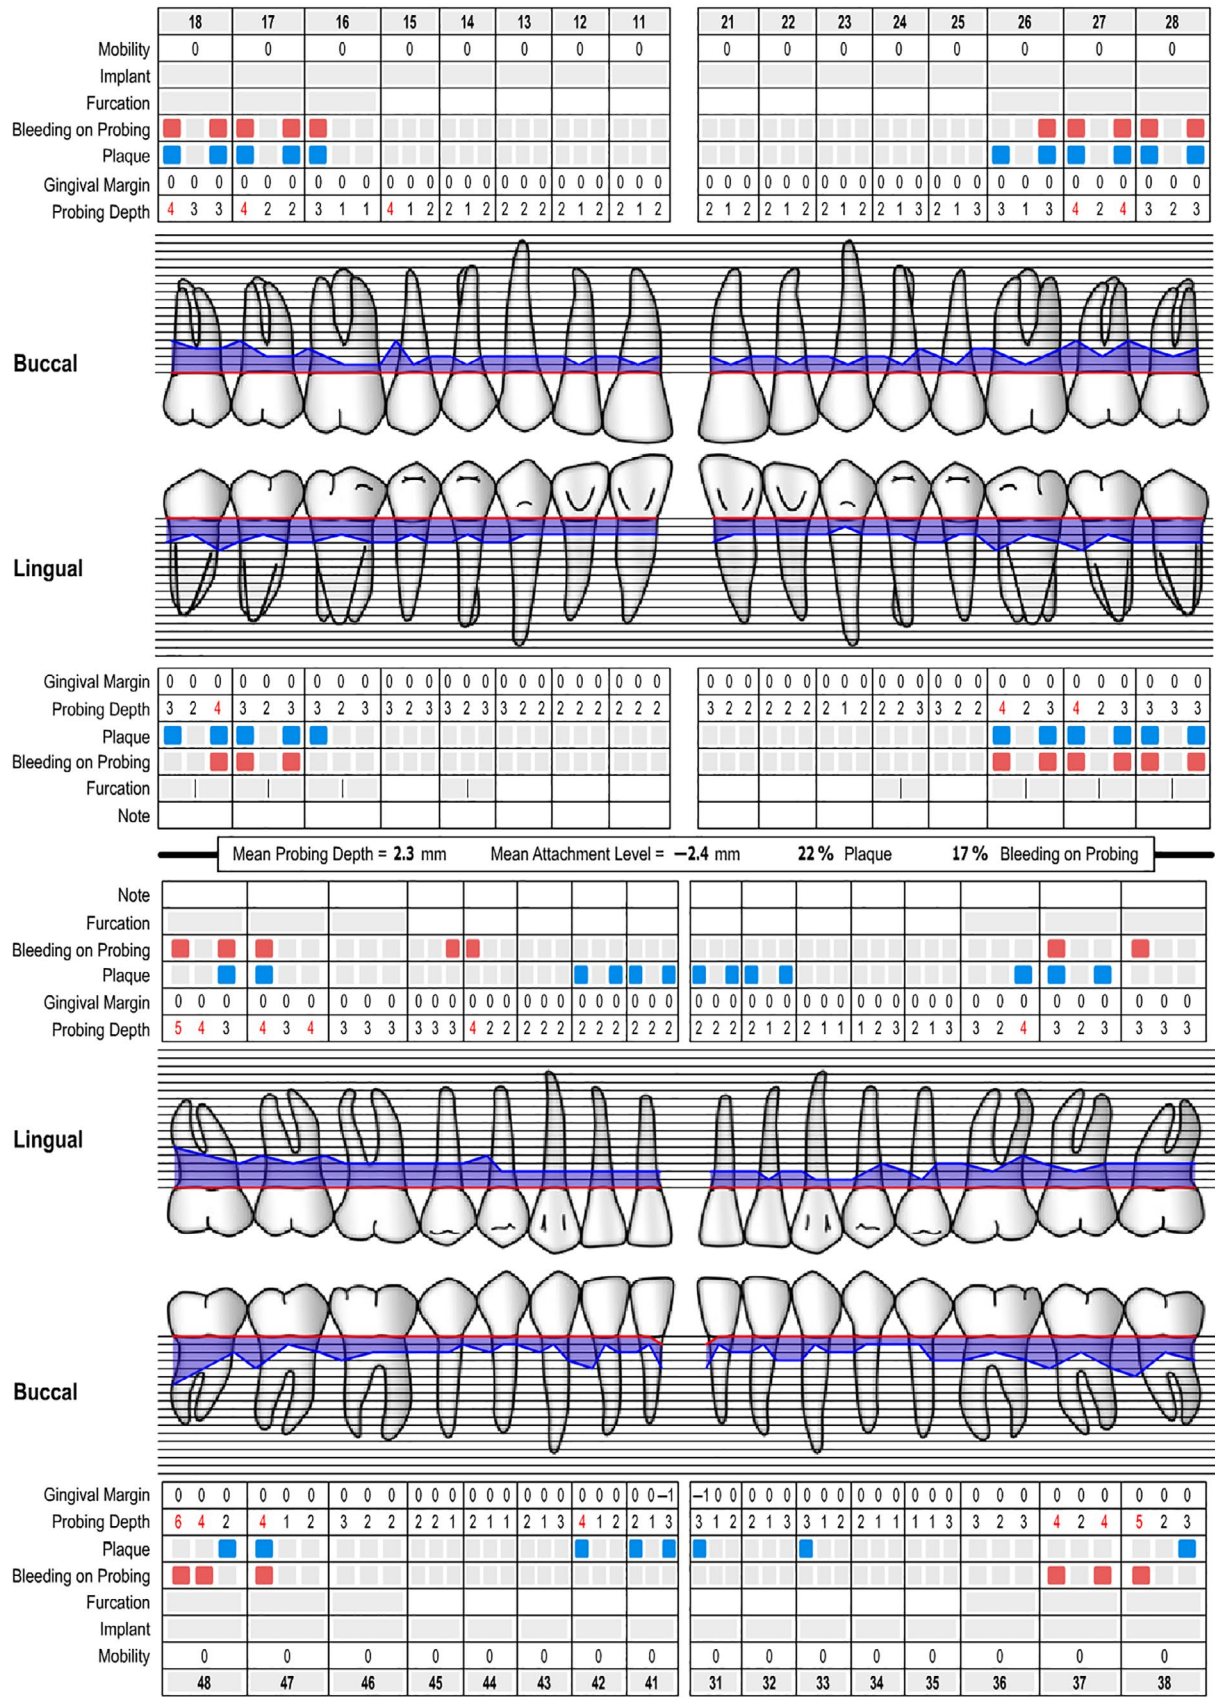 18 17 16 15 14 13 12 11 21 22 23 24 25 26 27 28
Mobility 0 0 0 0 0 0 0 0 0 0 0 0 0 0 0 0
Implant
Furcation
Bleeding on Probing
Plaque
Gingival Margin 0 0 0 0 0 0 0 0 0 0 0 0 0 0 0 0 0 0 0 0 0 0 0 0 0 0 0 0 0 0 0 0 0 0 0 0 0 0 0 0 0 0 0 0 0 0 0 0
Probing Depth 4 3 3 4 2 2 3 1 1 4 1 2 2 1 2 2 2 2 2 1 2 2 1 2 2 1 2 2 1 2 2 2 2 2 1 3 2 1 3 3 1 3 4 2 4 3 2 3
Buccal
Lingual
Gingival Margin 0 0 0 0 0 0 0 0 0 0 0 0 0 0 0 0 0 0 0 0 0 0 0 0 0 0 0 0 0 0 0 0 0 0 0 0 0 0 0 0 0 0 0 0 0 0 0 0
Probing Depth 3 2 4 3 2 3 3 2 3 3 2 3 3 2 3 3 2 2 2 2 2 2 2 2 3 2 2 2 2 2 2 1 2 2 2 3 3 2 2 4 2 3 4 2 3 3 3 3
Plaque
Bleeding on Probing
Furcation
Note
Mean Probing Depth = 2.3 mm Mean Attachment Level = −2.4 mm 22 % Plaque 17 % Bleeding on Probing
Note
Furcation
Bleeding on Probing
Plaque
Gingival Margin 0 0 0 0 0 0 0 0 0 0 0 0 0 0 0 0 0 0 0 0 0 0 0 0 0 0 0 0 0 0 0 0 0 0 0 0 0 0 0 0 0 0 0 0 0 0 0 0
Probing Depth 5 4 3 4 3 4 3 3 3 3 3 3 4 2 2 2 2 2 2 2 2 2 2 2 2 2 2 2 1 2 2 1 1 1 2 3 2 1 3 3 2 4 3 2 3 3 3 3
Lingual
Buccal
Gingival Margin 0 0 0 0 0 0 0 0 0 0 0 0 0 0 0 0 0 0 0 0 0 0 0 −1 −1 0 0 0 0 0 0 0 0 0 0 0 0 0 0 0 0 0 0 0 0 0 0 0
Probing Depth 6 4 2 4 1 2 3 2 2 2 2 1 2 1 1 2 1 3 4 1 2 2 1 3 3 1 2 2 1 3 3 1 2 2 1 1 1 1 3 3 2 3 4 2 4 5 2 3
Plaque
Bleeding on Probing
Furcation
Implant
Mobility 0 0 0 0 0 0 0 0 0 0 0 0 0 0 0 0
48 47 46 45 44 43 42 41 31 32 33 34 35 36 37 38